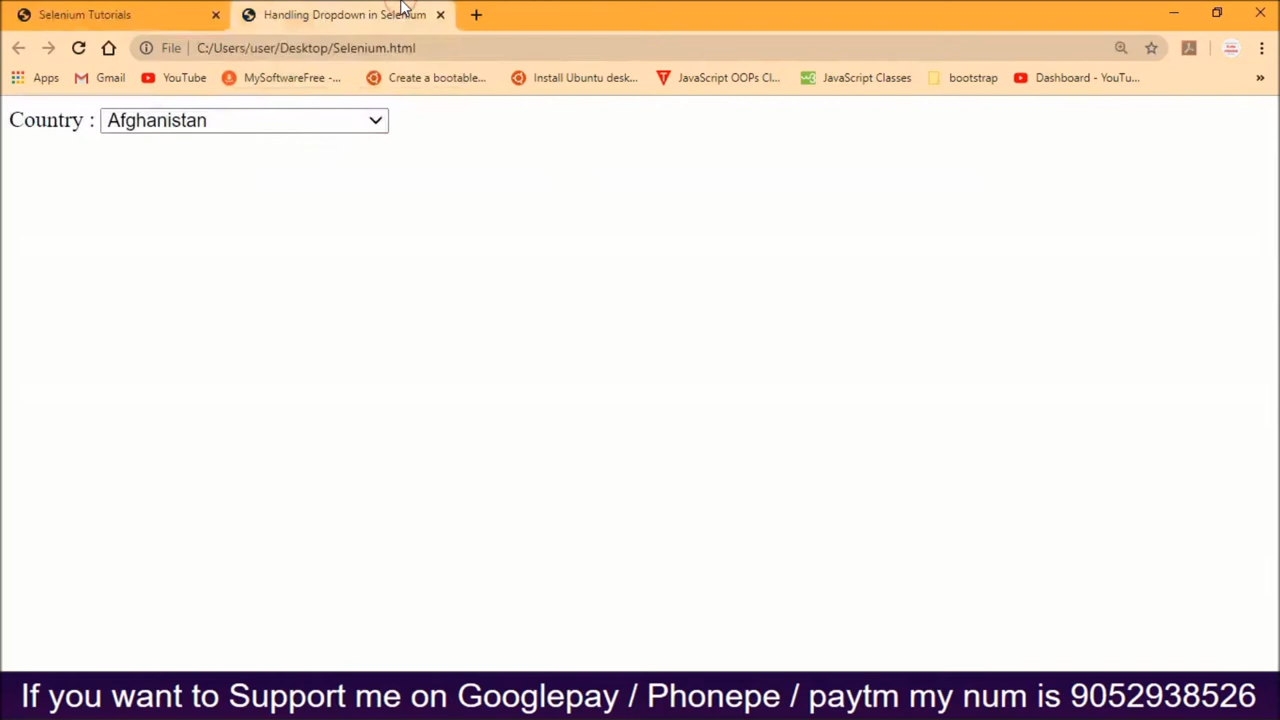 Selenium Tutorials
Handling Dropdown in Selenium
File
C:/Users/user/Desktop/Selenium.html
Apps
Gmail
YouTube
MySoftwareFree -...
Create a bootable...
Install Ubuntu desk...
JavaScript OOPs Cl...
JavaScript Classes
bootstrap
Dashboard - YouTu...
»
Country : Afghanistan
If you want to Support me on Googlepay / Phonepe / paytm my num is 9052938526